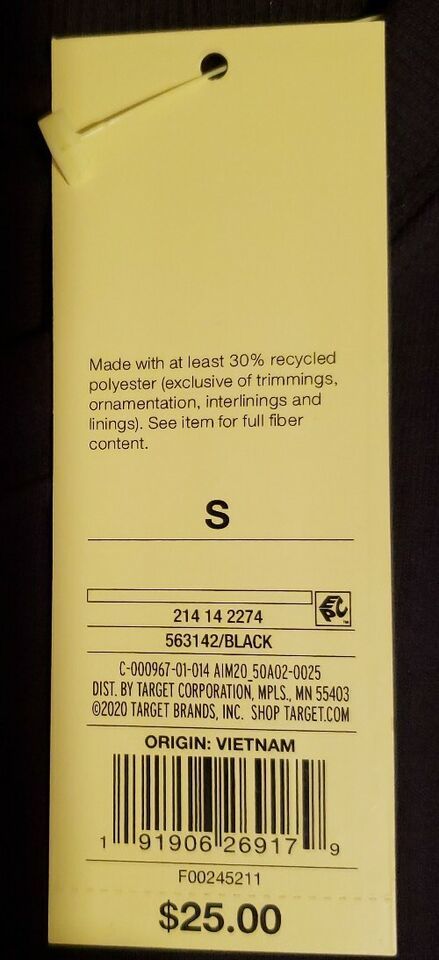 Made with at least 30% recycled
polyester (exclusive of trimmings,
ornamentation, interlinings and
linings). See item for full fiber
content.
S
EPC™
214 14 2274
563142/BLACK
C-000967-01-014 AIM20_50A02-0025
DIST. BY TARGET CORPORATION, MPLS., MN 55403
©2020 TARGET BRANDS, INC. SHOP TARGET.COM
ORIGIN: VIETNAM
1 91906 26917 9
F00245211
$25.00